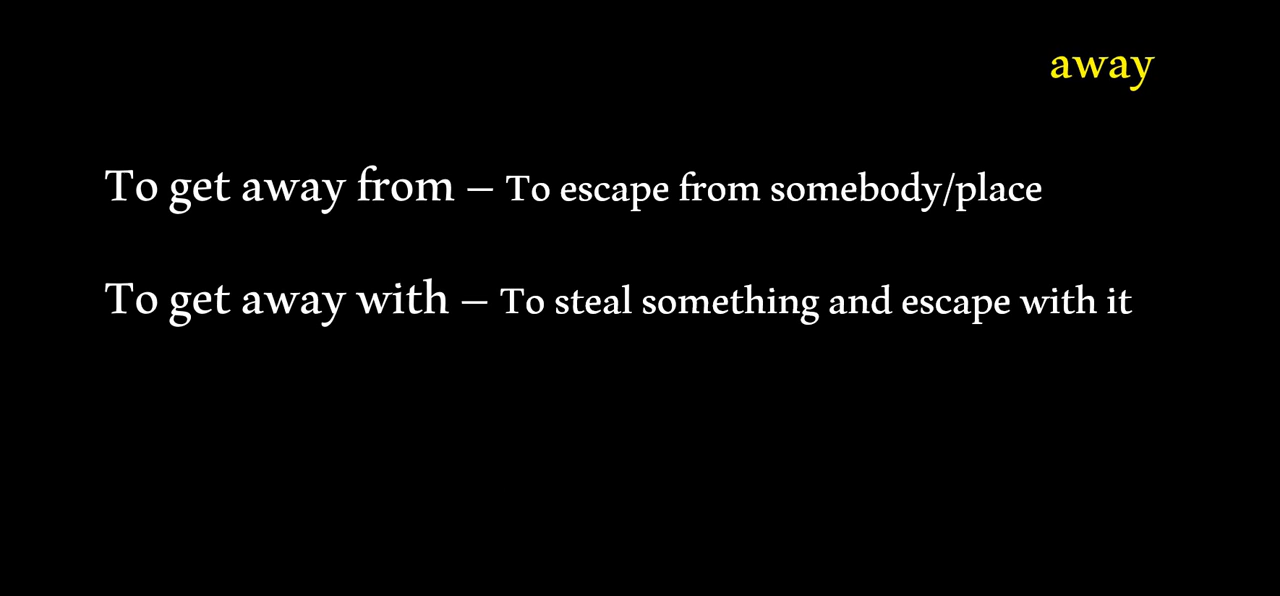 away
To get away from – To escape from somebody/place
To get away with – To steal something and escape with it